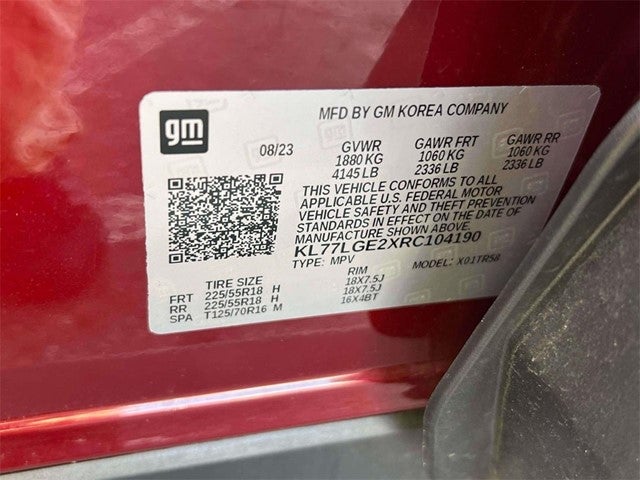 gm
MFD BY GM KOREA COMPANY
08/23 GVWR GAWR FRT GAWR RR
1880 KG 1060 KG 1060 KG
4145 LB 2336 LB 2336 LB
THIS VEHICLE CONFORMS TO ALL
APPLICABLE U.S. FEDERAL MOTOR
VEHICLE SAFETY AND THEFT PREVENTION
STANDARDS IN EFFECT ON THE DATE OF
MANUFACTURE SHOWN ABOVE.
KL77LGE2XRC104190
TYPE: MPV MODEL: X01TR58
TIRE SIZE RIM
FRT 225/55R18 H 18X7.5J
RR 225/55R18 H 18X7.5J
SPA T125/70R16 M 16X4BT